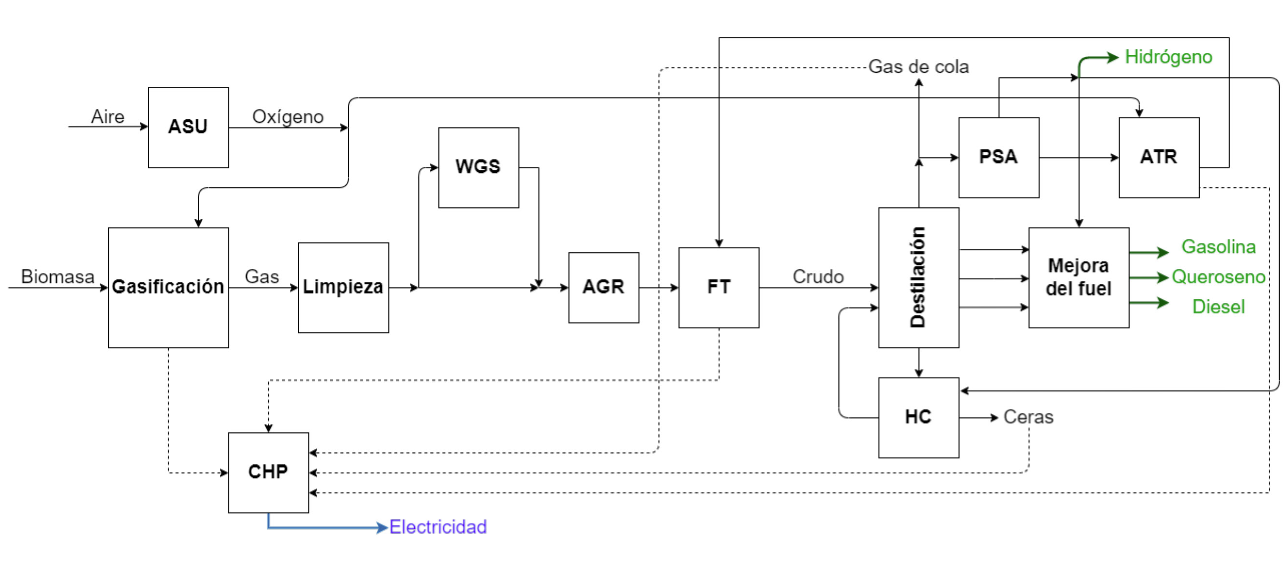 Hidrógeno
Gas de cola
Aire
ASU
Oxígeno
WGS
PSA
ATR
Biomasa
Gasificación
Gas
Limpieza
AGR
FT
Crudo
Destilación
Mejora
del fuel
Gasolina
Queroseno
Diesel
HC
Ceras
CHP
Electricidad